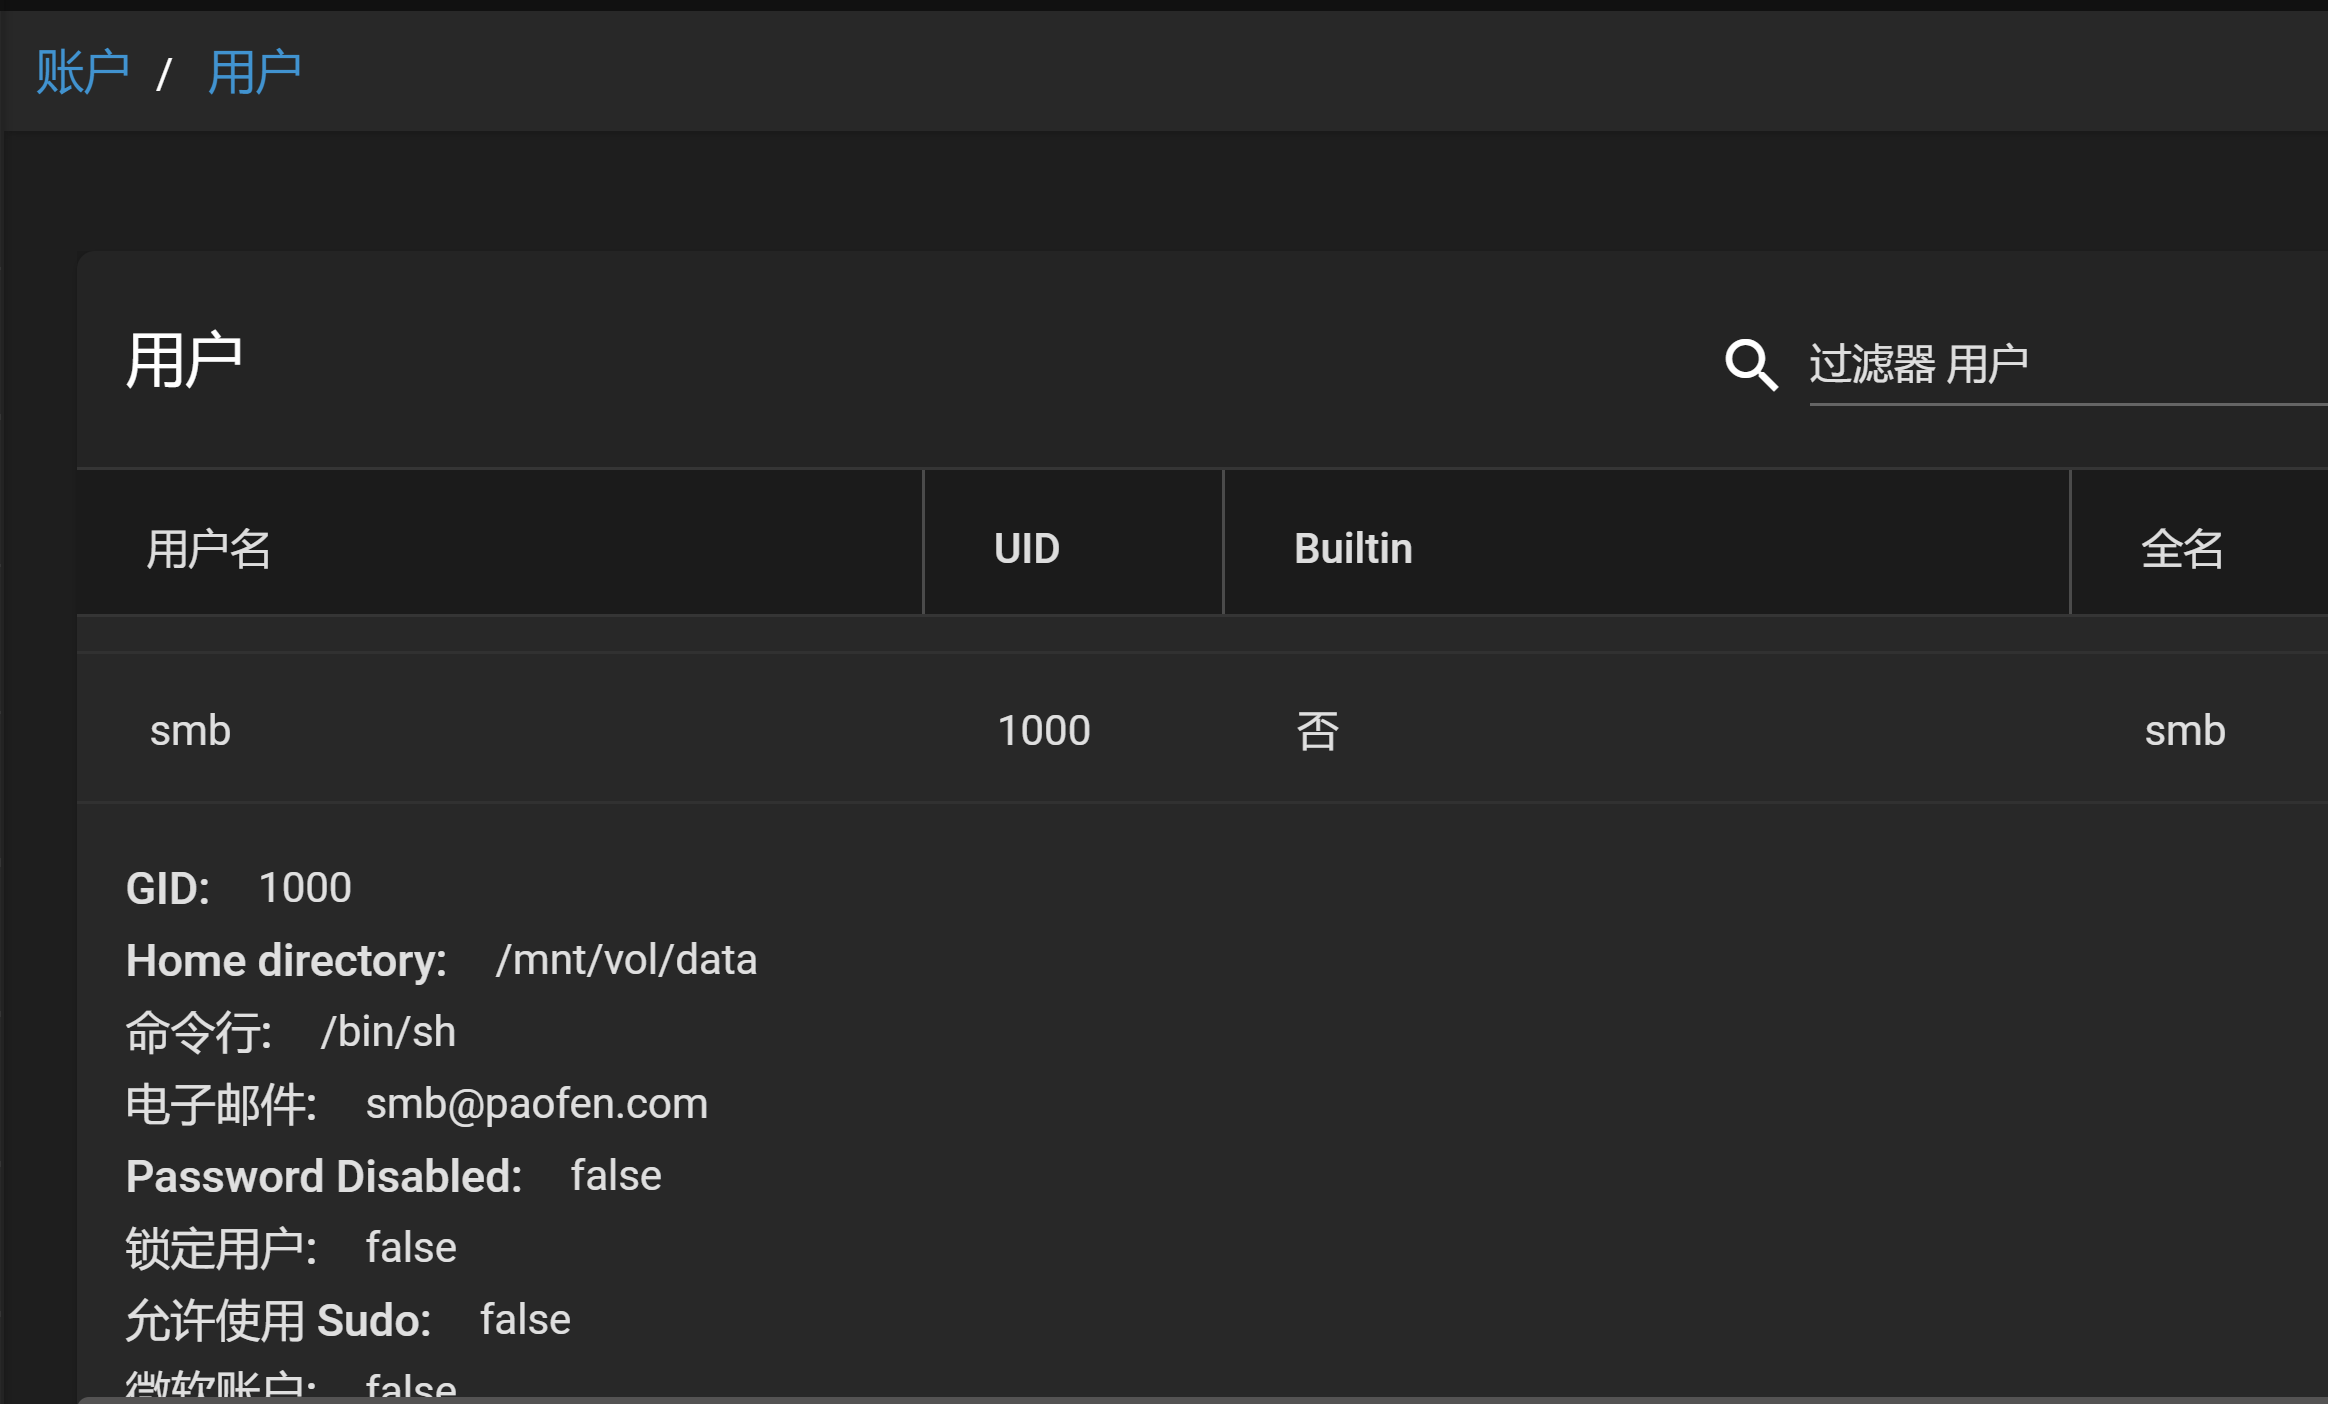 账户 / 用户
用户
过滤器 用户
用户名 UID Builtin 全名
smb 1000 否 smb
GID: 1000
Home directory: /mnt/vol/data
命令行: /bin/sh
电子邮件: smb@paofen.com
Password Disabled: false
锁定用户: false
允许使用 Sudo: false
微软账户: false